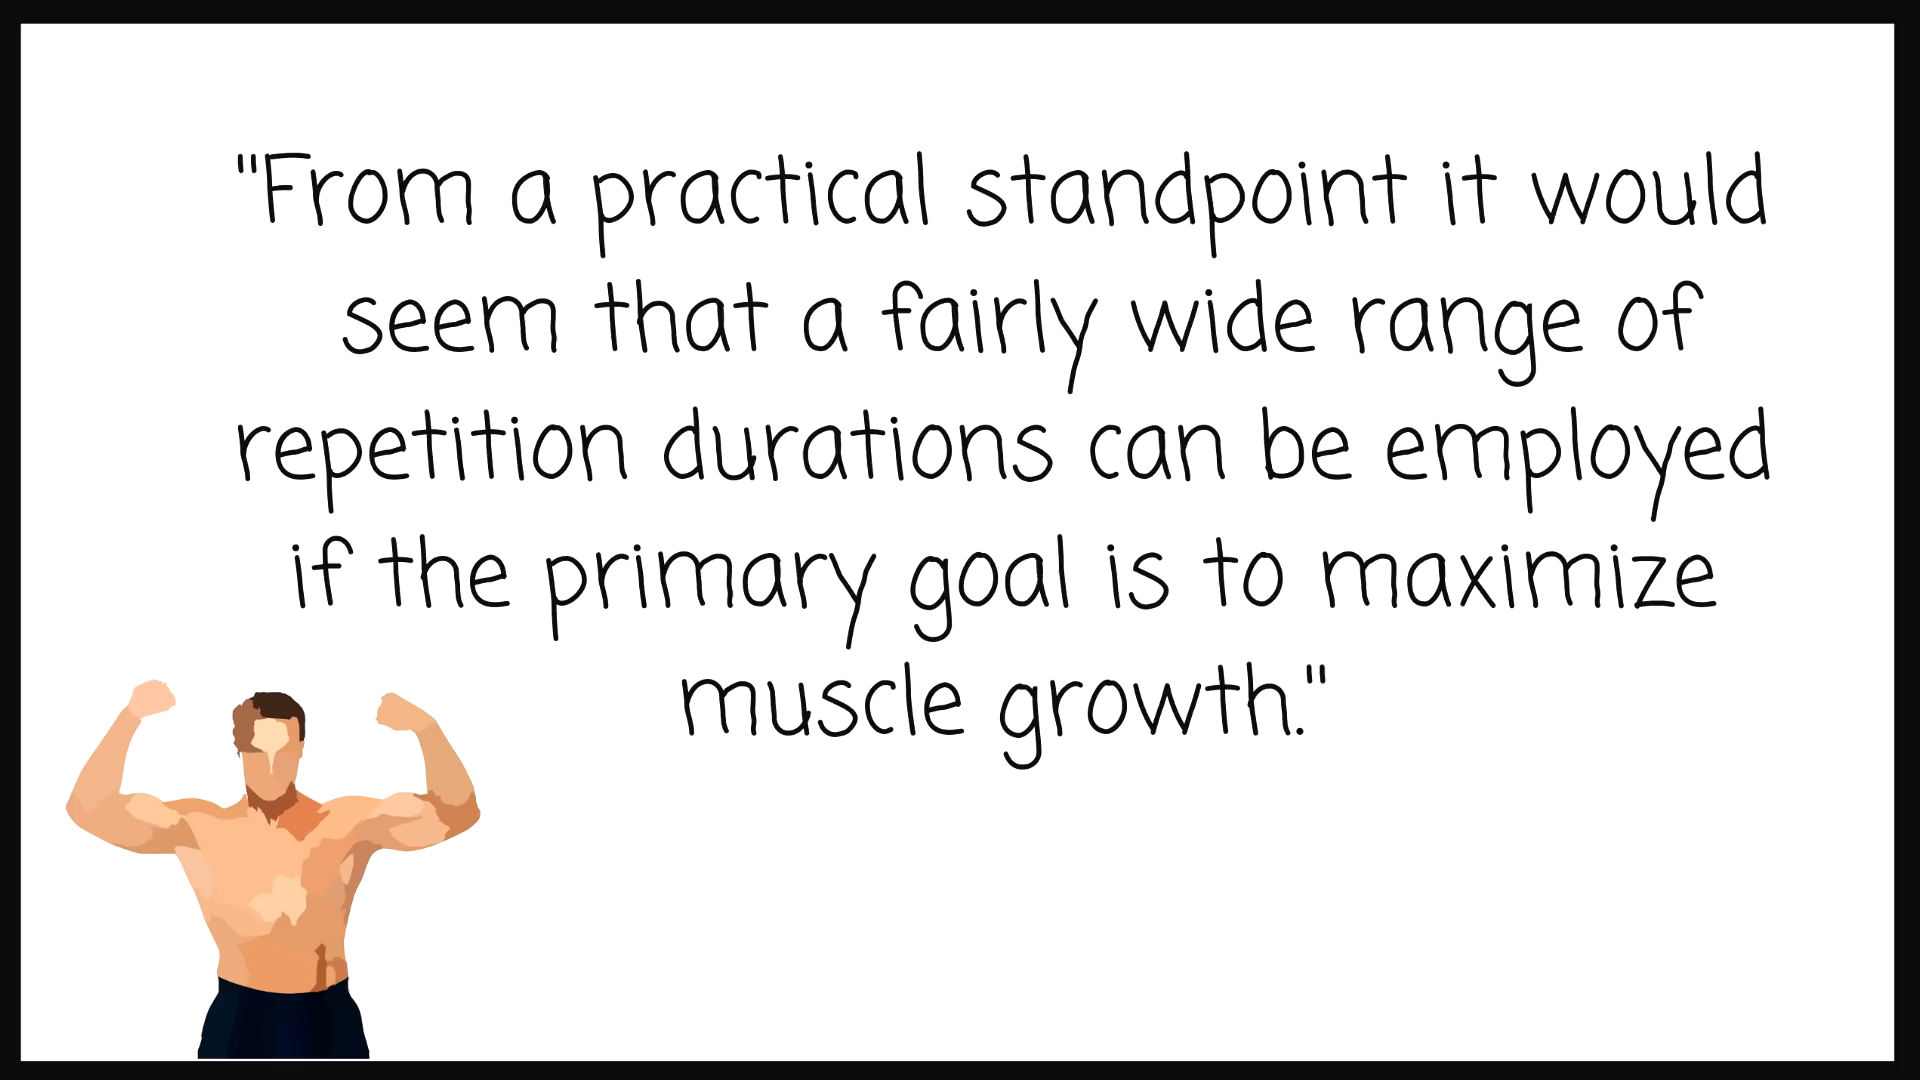 "From a practical standpoint it would
seem that a fairly wide range of
repetition durations can be employed
if the primary goal is to maximize
muscle growth."